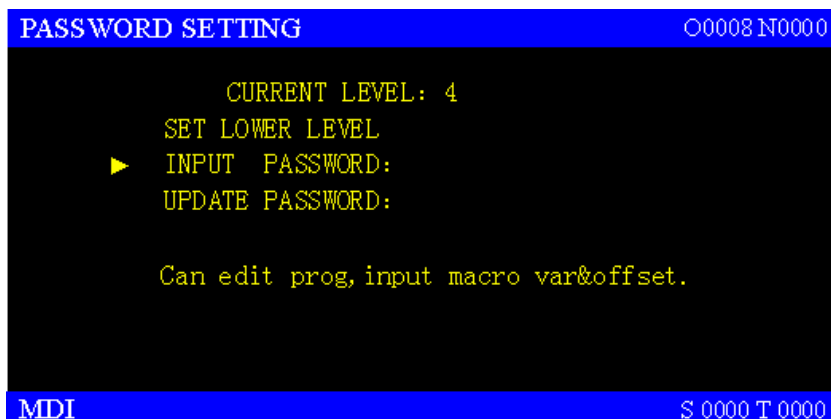 PASSWORD SETTING O0008 N0000
CURRENT LEVEL: 4
SET LOWER LEVEL
INPUT PASSWORD:
UPDATE PASSWORD:
Can edit prog,input macro var&offset.
MDI S 0000 T 0000